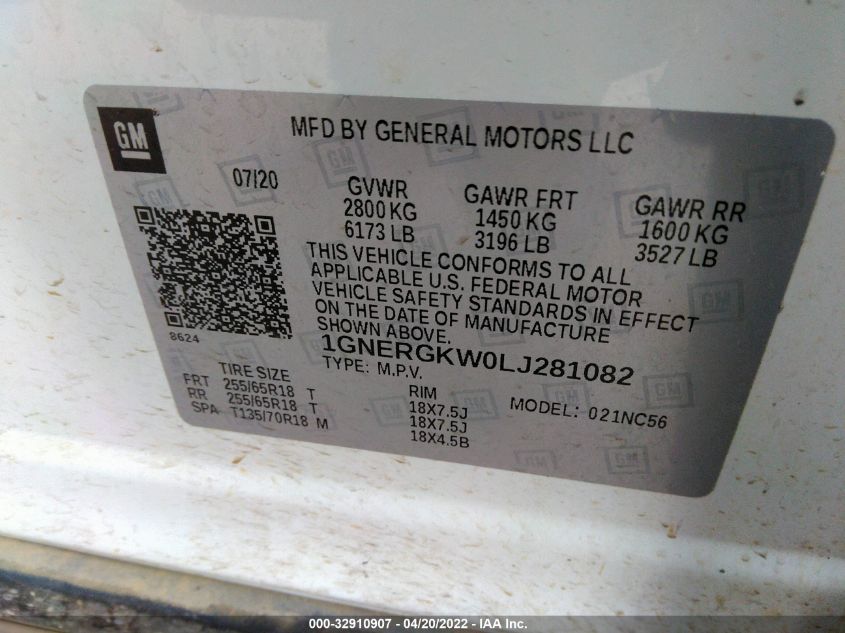 GM
MFD BY GENERAL MOTORS LLC
07/20
GVWR GAWR FRT GAWR RR
2800 KG 1450 KG 1600 KG
6173 LB 3196 LB 3527 LB
THIS VEHICLE CONFORMS TO ALL
APPLICABLE U.S. FEDERAL MOTOR
VEHICLE SAFETY STANDARDS IN EFFECT
ON THE DATE OF MANUFACTURE
SHOWN ABOVE.
8624
1GNERGKW0LJ281082
TYPE: M.P.V.
MODEL: 021NC56
TIRE SIZE RIM
FRT 255/65R18 T 18X7.5J
RR 255/65R18 T 18X7.5J
SPA T135/70R18 M 18X4.5B
000-32910907 - 04/20/2022 - IAA Inc.